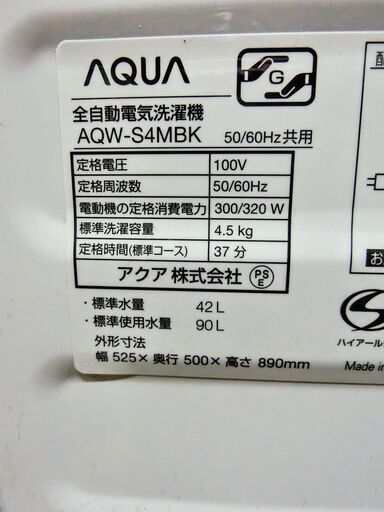 AQUA
G
配
全自動電気洗濯機
AQW-S4MBK 50/60Hz共用
定格電圧 100V
定格周波数 50/60Hz
電動機の定格消費電力 300/320 W
標準洗濯容量 4.5 kg
定格時間(標準コース) 37 分
アクア株式会社 PS E
・標準水量 42 L
・標準使用水量 90 L
外形寸法
幅 525× 奥行 500× 高さ 890mm
お
ハイアール
Made in